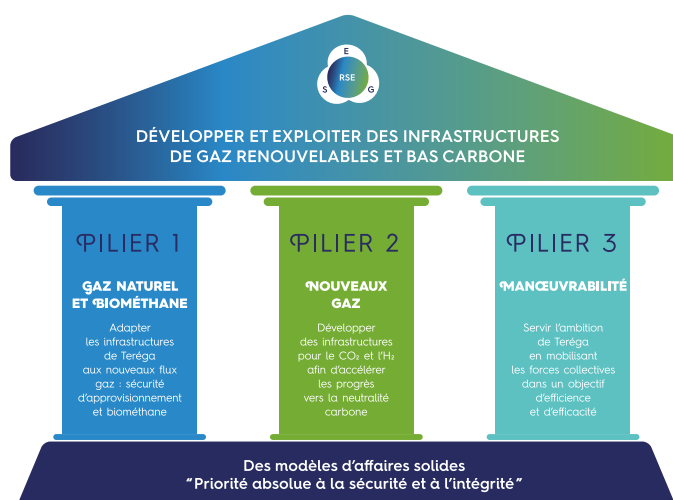 E
RSE
S
G
DÉVELOPPER ET EXPLOITER DES INFRASTRUCTURES
DE GAZ RENOUVELABLES ET BAS CARBONE
PILIER 1
GAZ NATUREL
ET BIOMÉTHANE
Adapter
les infrastructures
de Teréga
aux nouveaux flux
gaz : sécurité
d’approvisionnement
et biométhane
PILIER 2
NOUVEAUX
GAZ
Développer
des infrastructures
pour le CO₂ et l’H₂
afin d’accélérer
les progrès
vers la neutralité
carbone
PILIER 3
MANŒUVRABILITÉ
Servir l’ambition
de Teréga
en mobilisant
les forces collectives
dans un objectif
d’efficience
et d’efficacité
Des modèles d’affaires solides
“Priorité absolue à la sécurité et à l’intégrité”